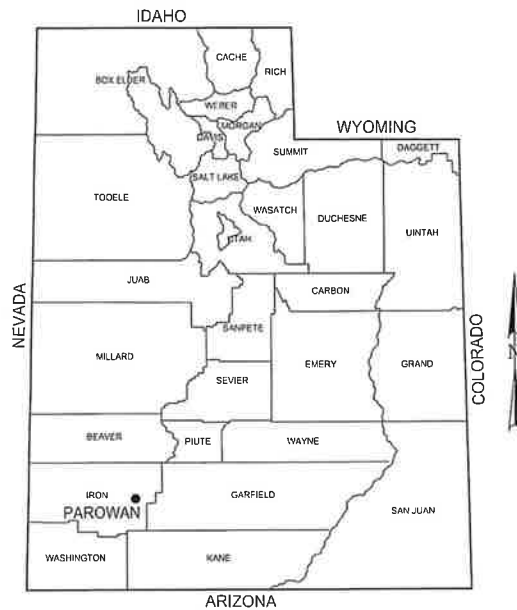 IDAHO
CACHE
RICH
BOX ELDER
WEBER
MORGAN
DAVIS
WYOMING
SUMMIT
DAGGETT
SALT LAKE
TOOELE
WASATCH
DUCHESNE
UINTAH
UTAH
JUAB
CARBON
NEVADA
SANPETE
MILLARD
EMERY
GRAND
COLORADO
N
SEVIER
BEAVER
PIUTE
WAYNE
IRON
PAROWAN
GARFIELD
SAN JUAN
WASHINGTON
KANE
ARIZONA